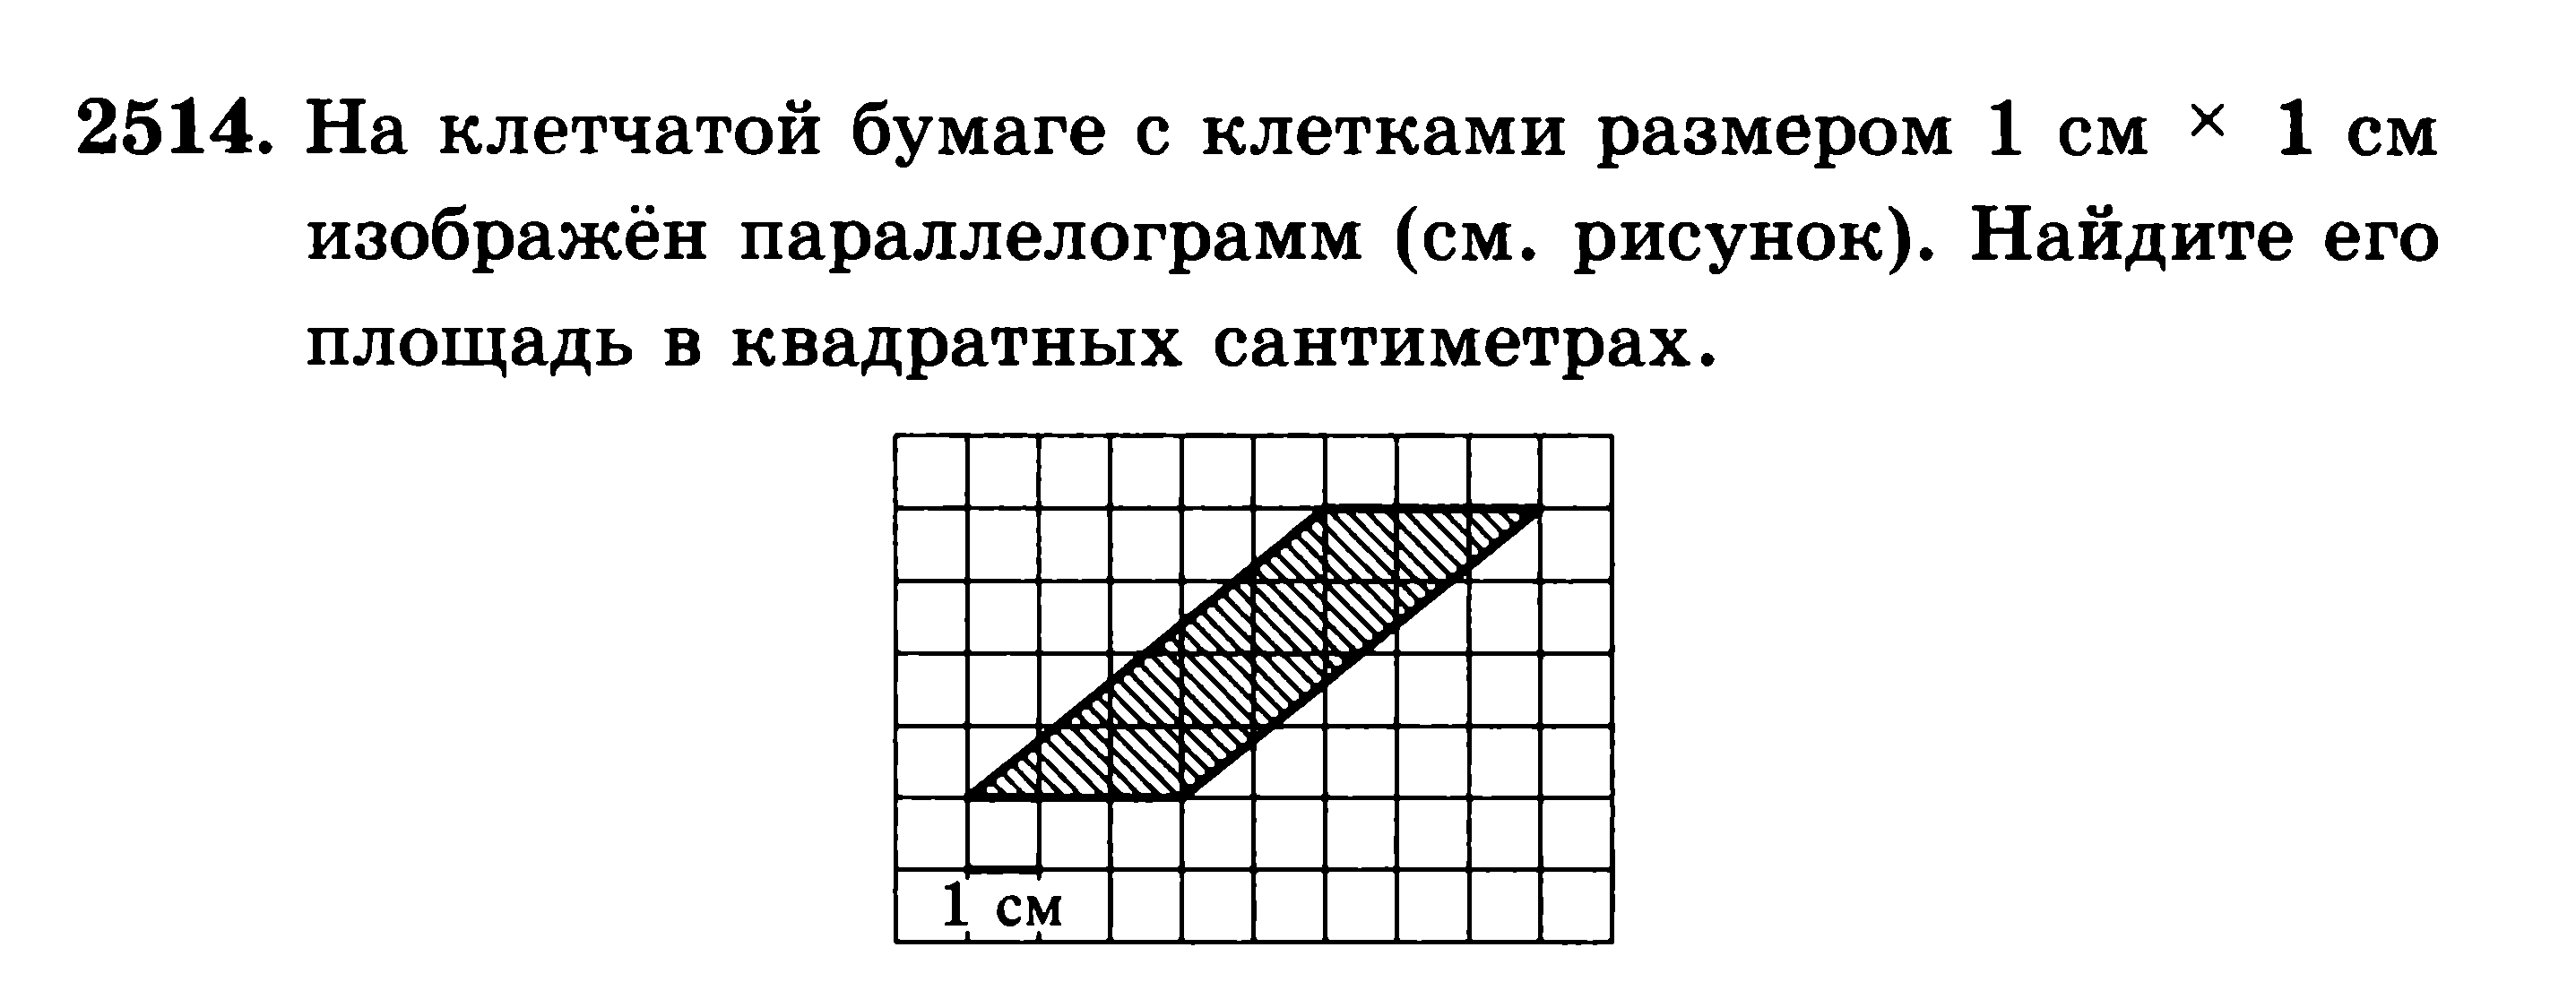 2514. На клетчатой бумаге с клетками размером 1 см × 1 см
изображён параллелограмм (см. рисунок). Найдите его
площадь в квадратных сантиметрах.
1 см